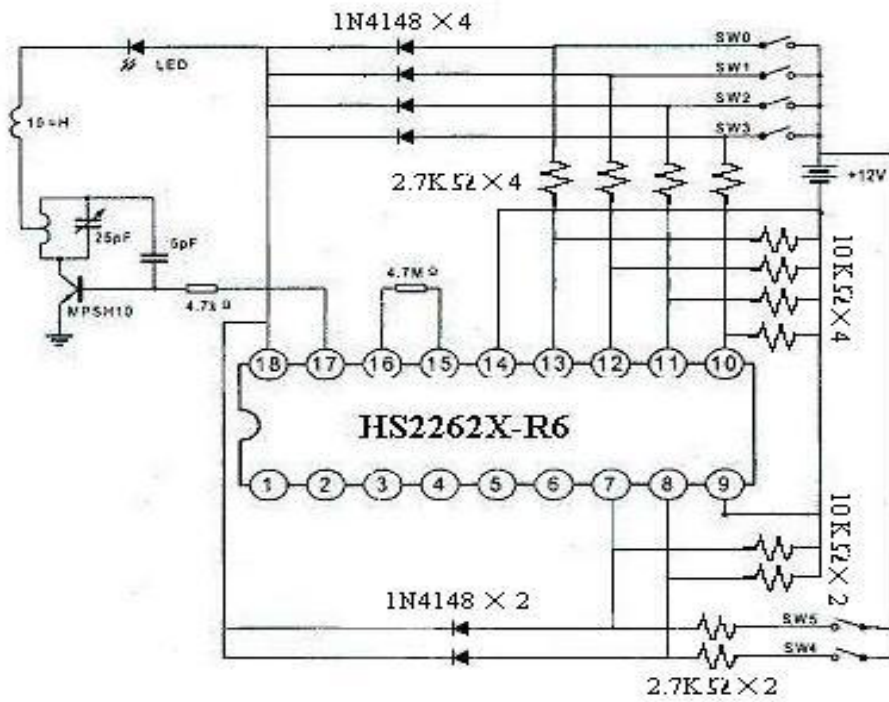 1N4148 × 4
LED
SW0
SW1
SW2
SW3
2.7KΩ×4
+12V
25pF
5pF
MPSH10
4.7kΩ
4.7MΩ
10KΩ×4
18
17
16
15
14
13
12
11
10
HS2262X-R6
1
2
3
4
5
6
7
8
9
10KΩ×2
1N4148 × 2
SW5
SW4
2.7KΩ×2